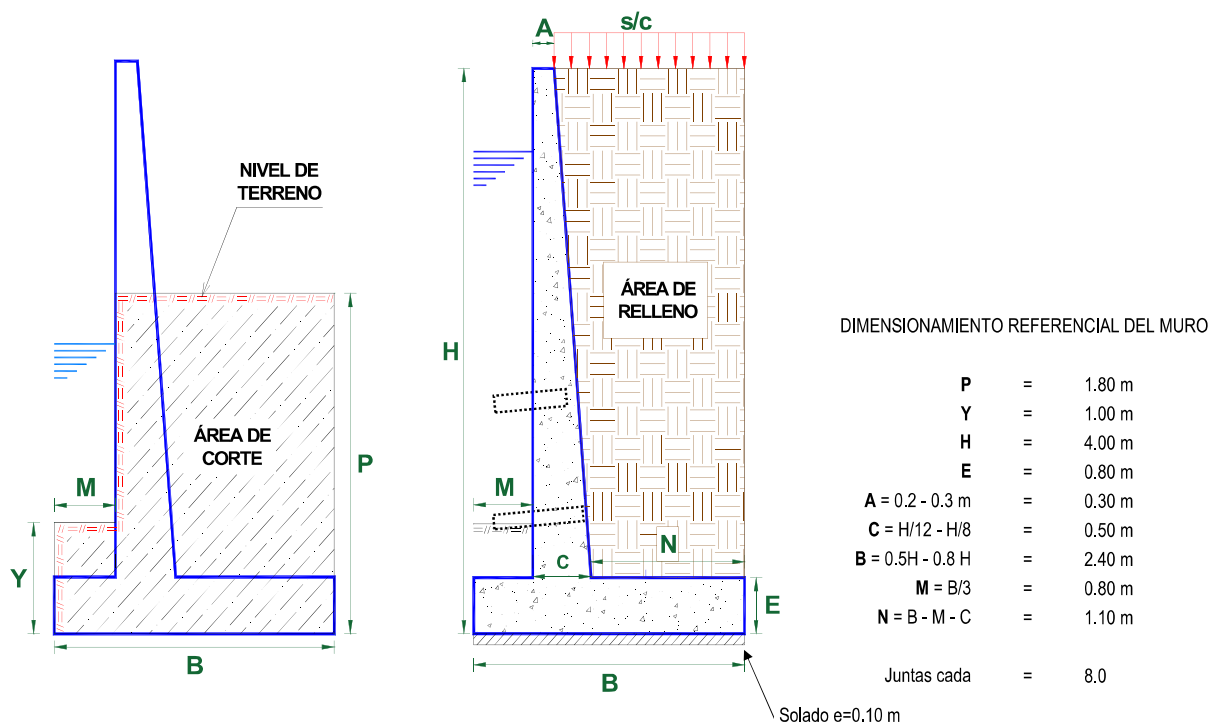 A
s/c
NIVEL DE
TERRENO
ÁREA DE
CORTE
M
P
Y
B
H
ÁREA DE
RELLENO
M
N
C
E
B
Solado e=0.10 m
DIMENSIONAMIENTO REFERENCIAL DEL MURO
P = 1.80 m
Y = 1.00 m
H = 4.00 m
E = 0.80 m
A = 0.2 - 0.3 m = 0.30 m
C = H/12 - H/8 = 0.50 m
B = 0.5H - 0.8 H = 2.40 m
M = B/3 = 0.80 m
N = B - M - C = 1.10 m
Juntas cada = 8.0